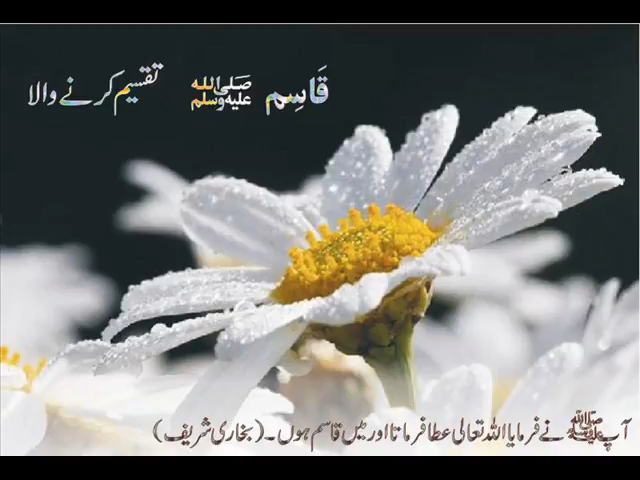 قَاسِم صلى الله عليه وسلم تقسیم کرنے والا
آپ ﷺ نے فرمایا اللہ تعالی عطا فرماتا اور میں قاسم ہوں۔ (بخاری شریف)